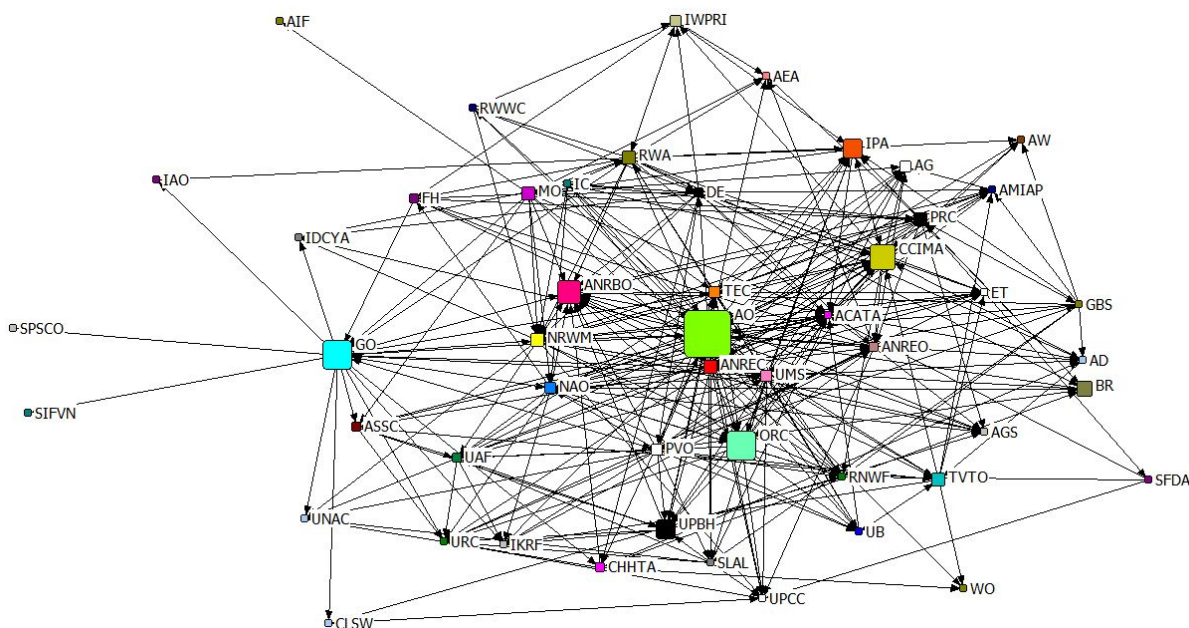 AIF
IWPRI
AEA
RWWC
AW
IPA
RWA
AG
IAO
DE
IC
MO
AMIAP
FH
PRC
IDCYA
CCIMA
ANRBO
TEC
ET
GBS
AO
ACATA
SPSCO
GO
NRWM
ANREO
AD
ANREC
UMS
NAO
BR
SIFVN
ASSC
ORC
AGS
PVO
UAF
RNWF
TVTO
SFDA
UNAC
UPBH
UB
URC
IKRF
SLAL
CHHTA
WO
UPCC
CLSW